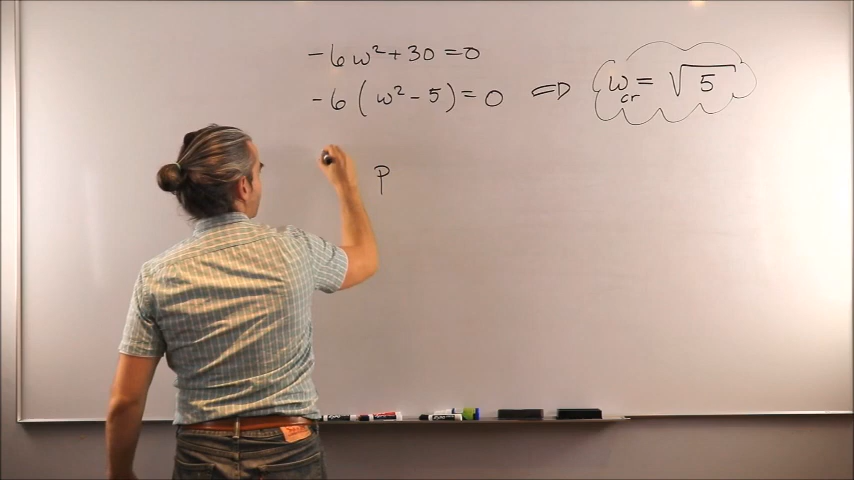 -6w²+30=0
-6(w²-5)=0 ⇒ w_cr = √5
P